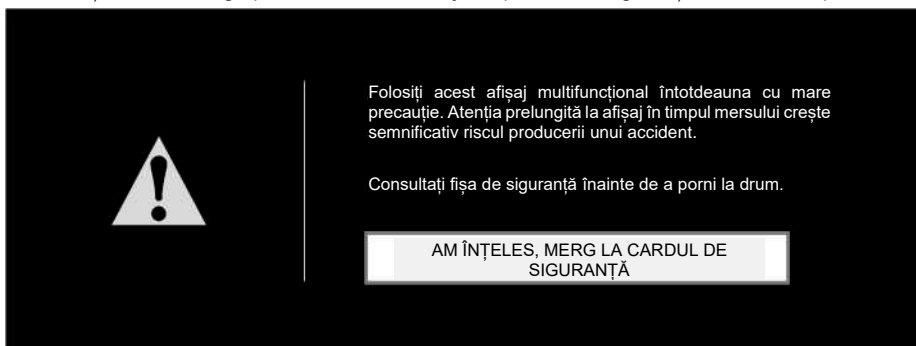 Folosiți acest afișaj multifuncțional întotdeauna cu mare
precauție. Atenția prelungită la afișaj în timpul mersului crește
semnificativ riscul producerii unui accident.
Consultați fișa de siguranță înainte de a porni la drum.
AM ÎNȚELES, MERG LA CARDUL DE
SIGURANȚĂ